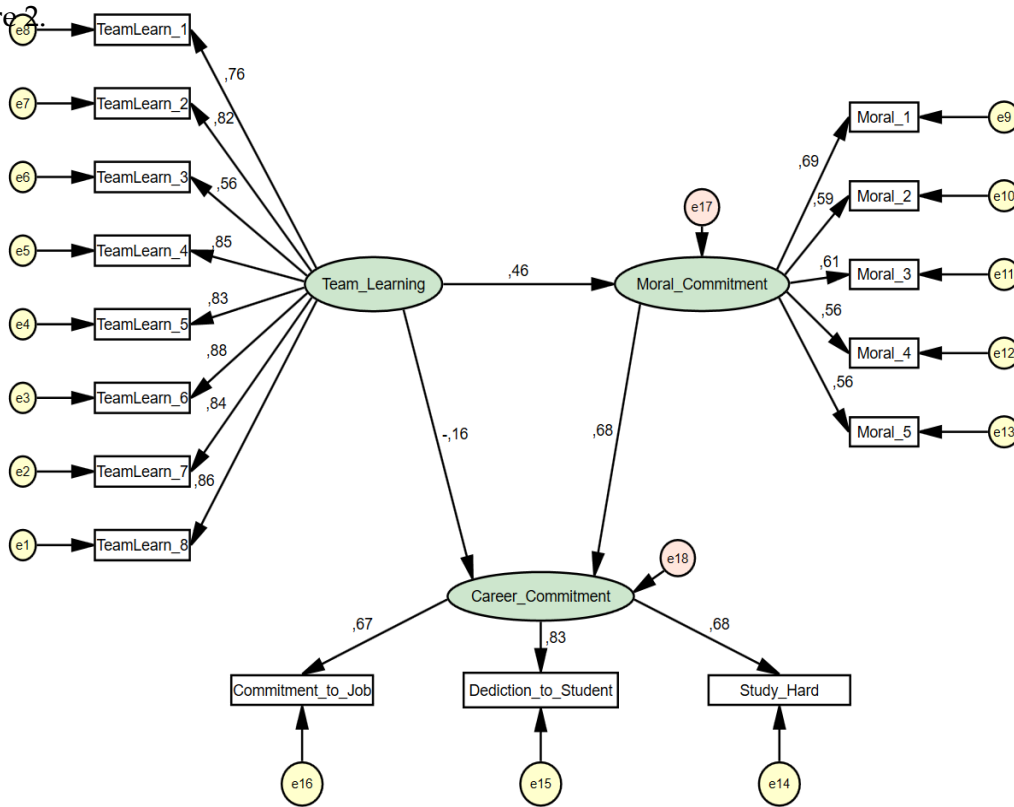 re 2.
e8 TeamLearn_1
,76
e7 TeamLearn_2
,82
e6 TeamLearn_3
,56
e5 TeamLearn_4
,85
e4 TeamLearn_5
,83
e3 TeamLearn_6
,88
e2 TeamLearn_7
,84
e1 TeamLearn_8
,86
Team_Learning
,46
e17
Moral_Commitment
,69
Moral_1 e9
,59
Moral_2 e10
,61
Moral_3 e11
,56
Moral_4 e12
,56
Moral_5 e13
-,16
,68
e18
Career_Commitment
,67
,83
,68
Commitment_to_Job
Dediction_to_Student
Study_Hard
e16
e15
e14